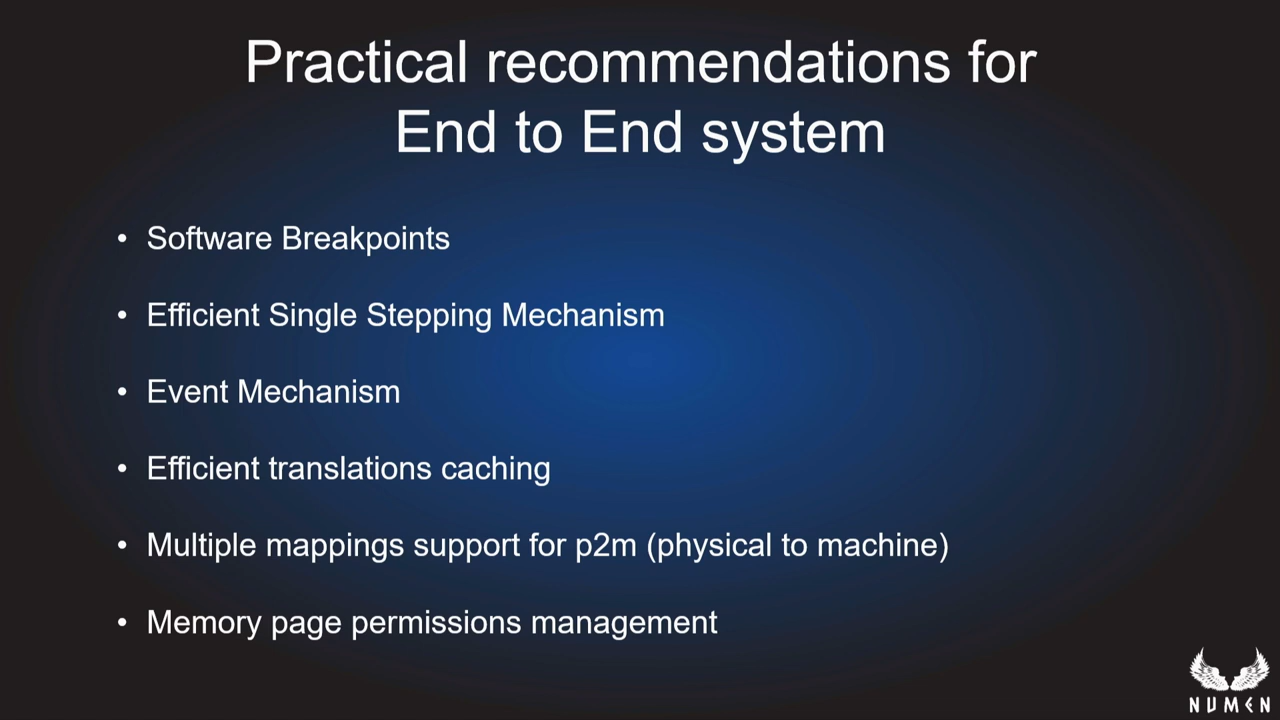 Practical recommendations for
End to End system
• Software Breakpoints
• Efficient Single Stepping Mechanism
• Event Mechanism
• Efficient translations caching
• Multiple mappings support for p2m (physical to machine)
• Memory page permissions management
NUMEN